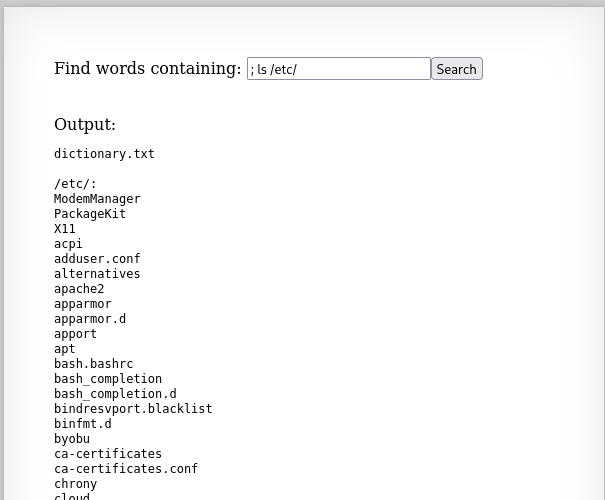 Find words containing: ; ls /etc/ Search
Output:
dictionary.txt
/etc/:
ModemManager
PackageKit
X11
acpi
adduser.conf
alternatives
apache2
apparmor
apparmor.d
apport
apt
bash.bashrc
bash_completion
bash_completion.d
bindresvport.blacklist
binfmt.d
byobu
ca-certificates
ca-certificates.conf
chrony
cloud